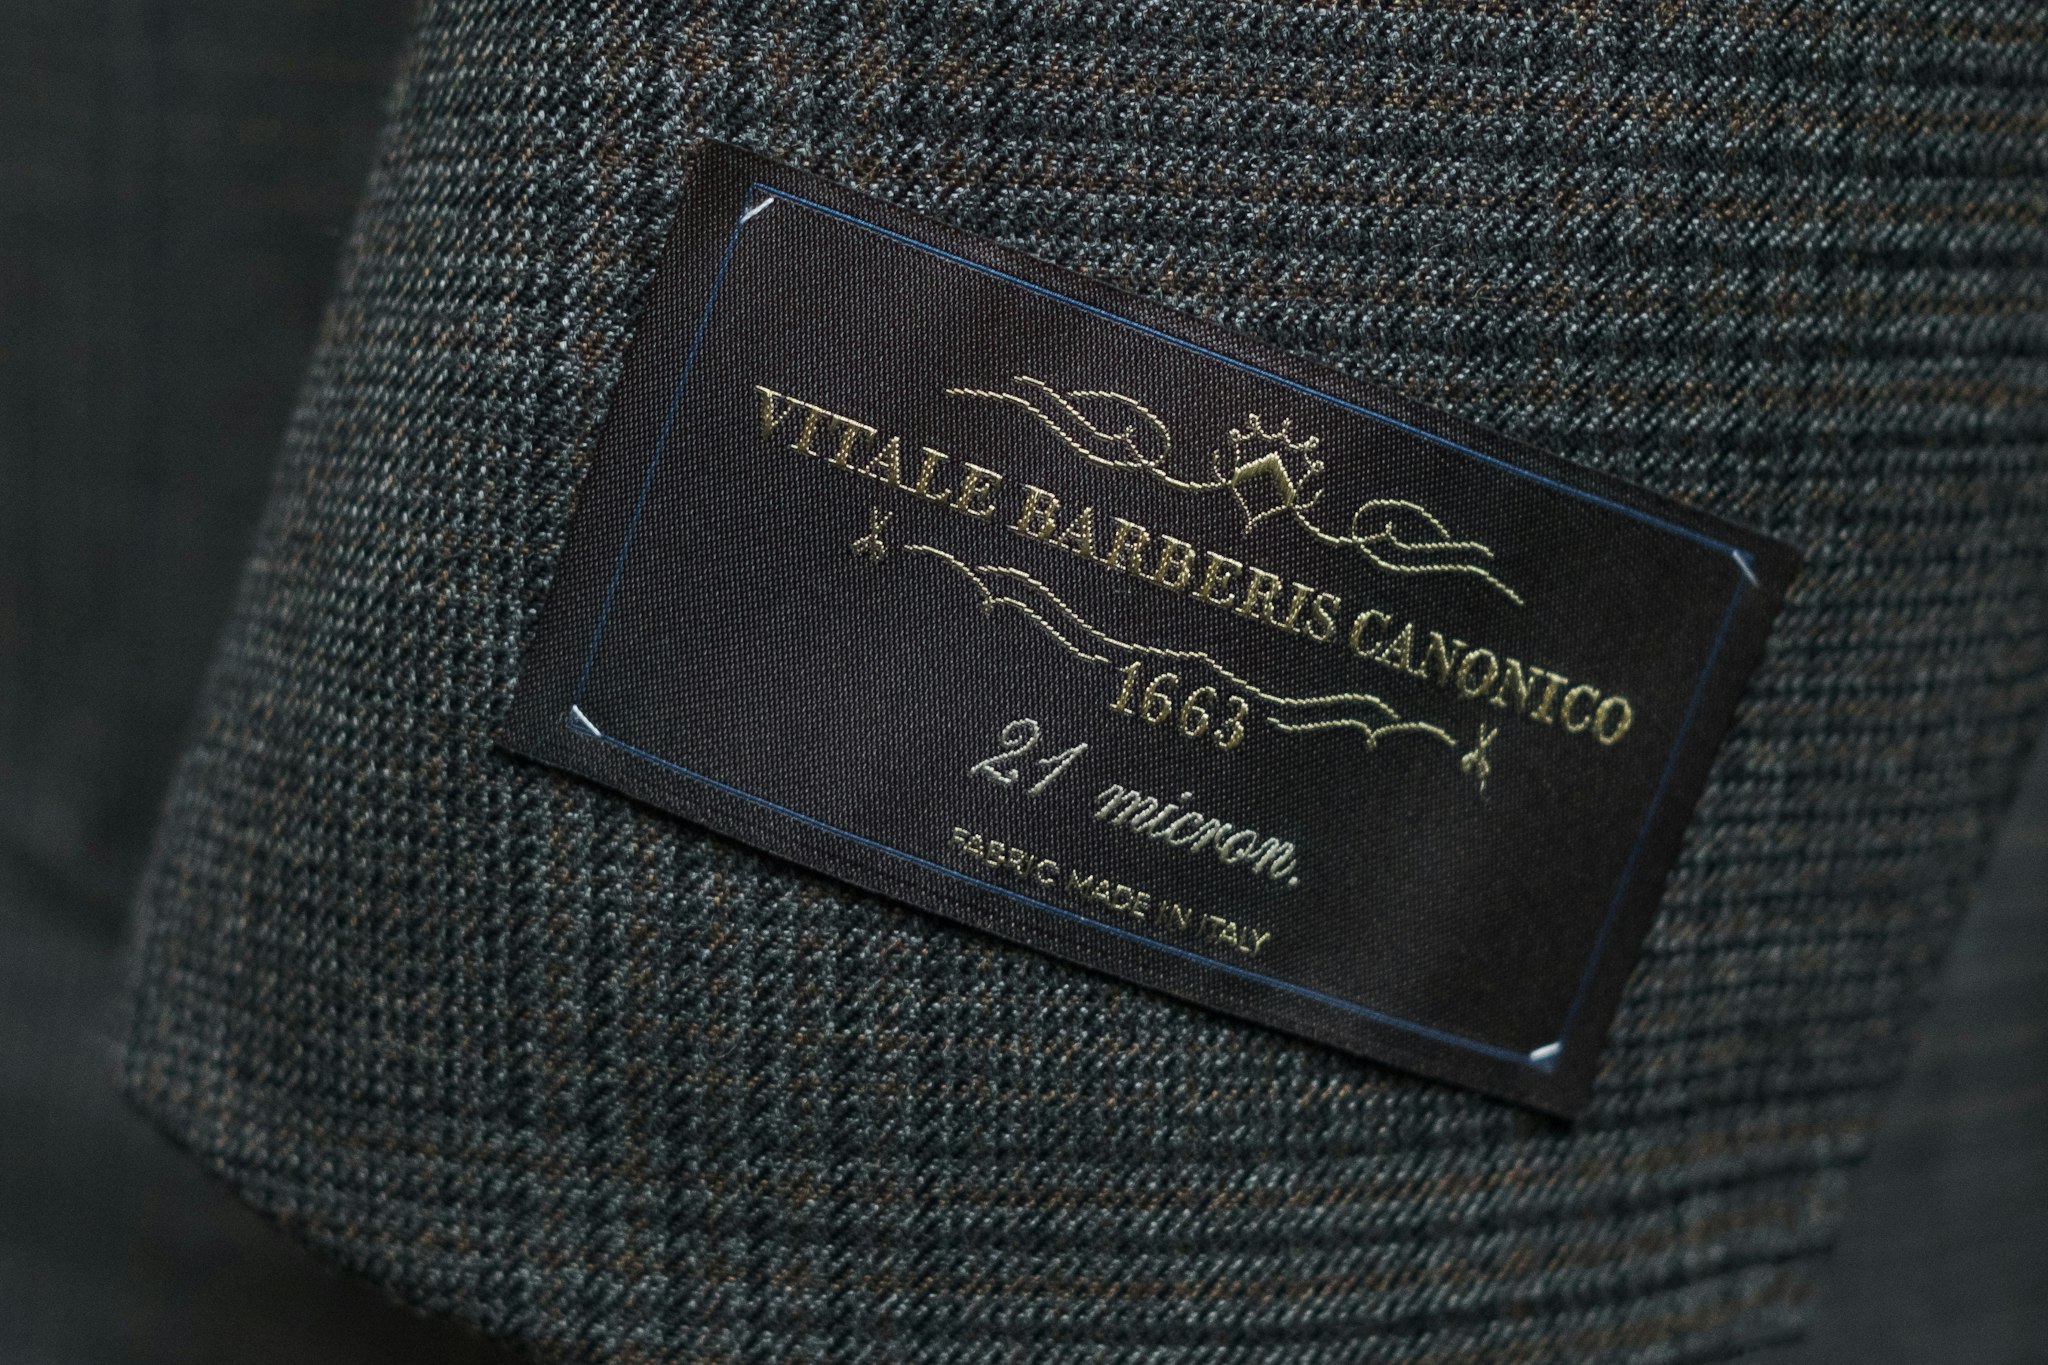 VITALE BARBERIS CANONICO
1663
21 micron.
FABRIC MADE IN ITALY